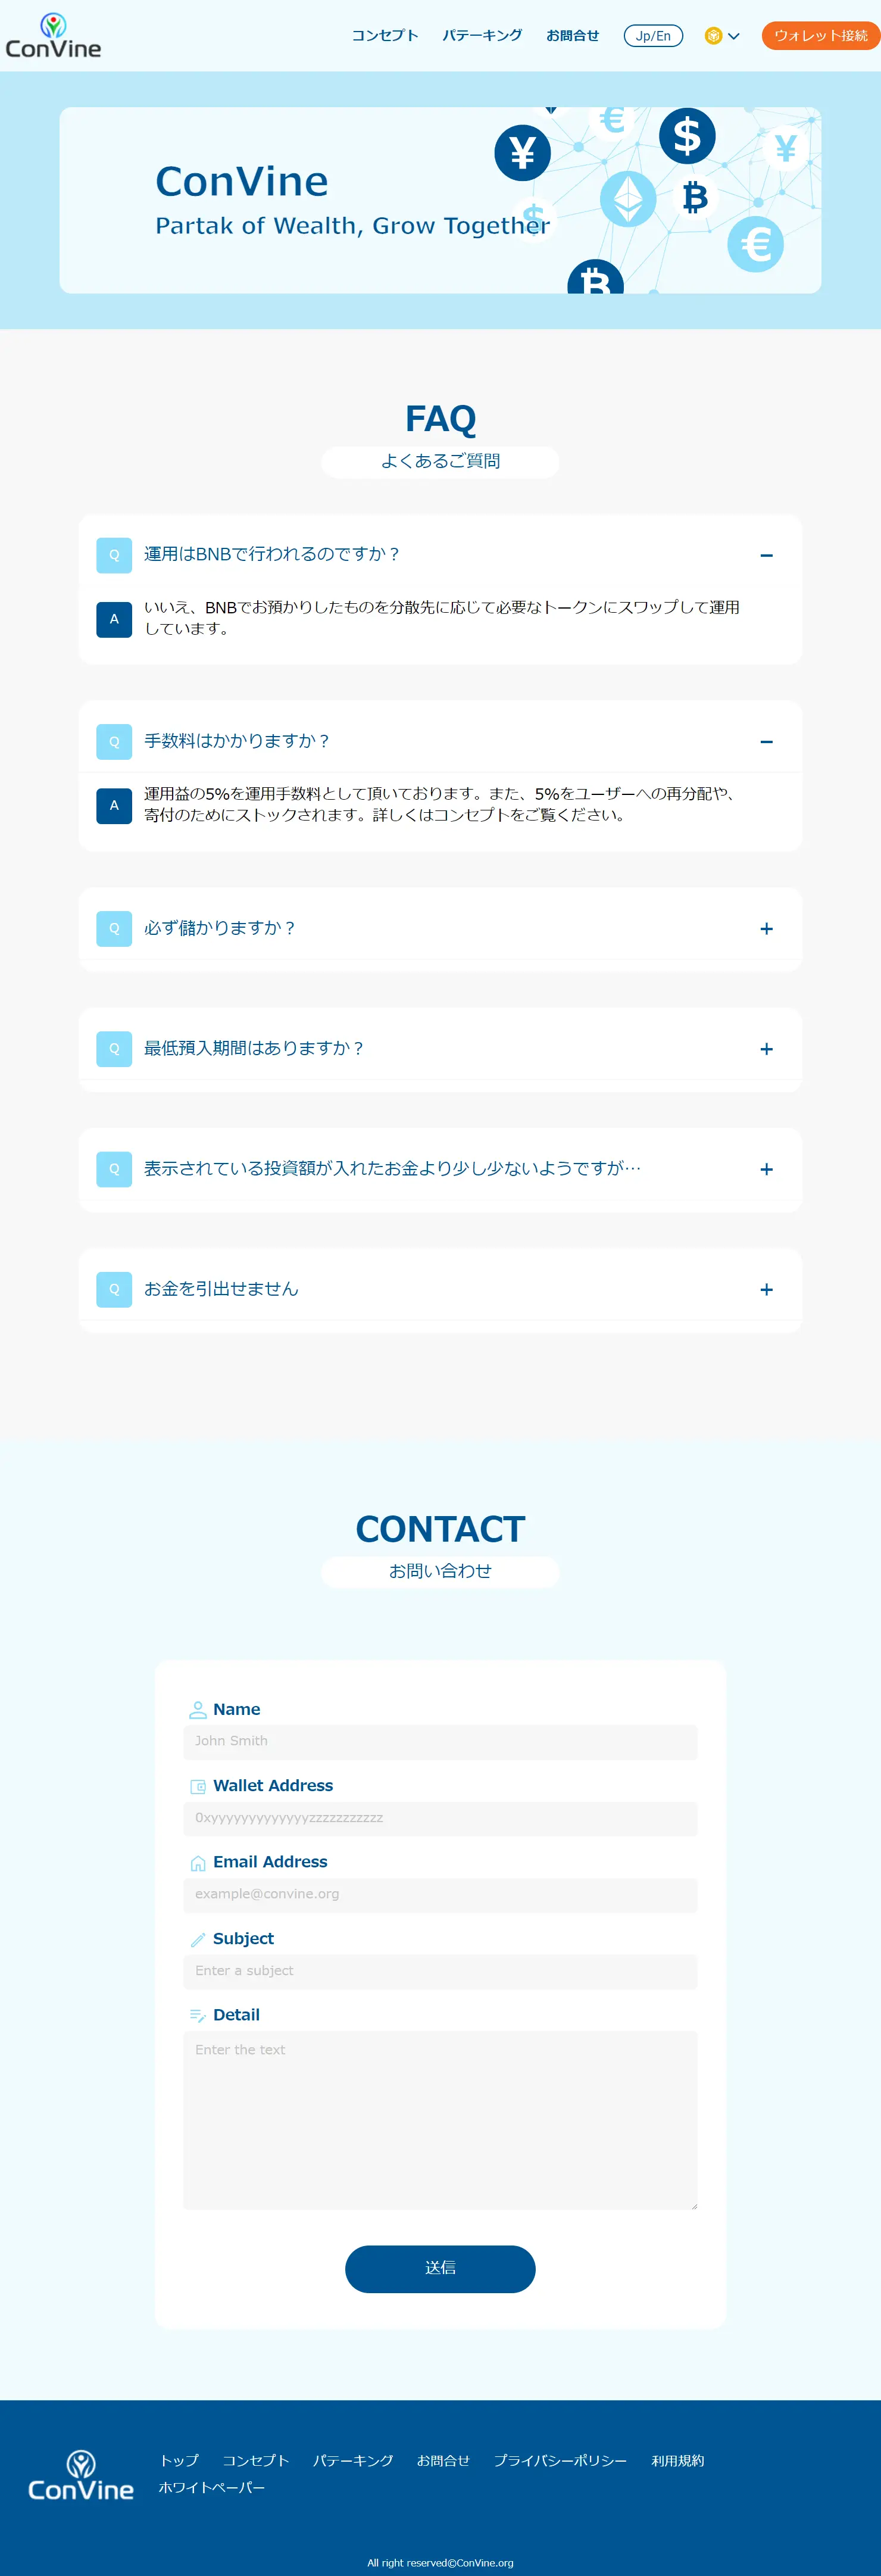 ConVine
コンセプト パテーキング お問合せ Jp/En ウォレット接続
ConVine
Partak of Wealth, Grow Together
FAQ
よくあるご質問
Q 運用はBNBで行われるのですか？
A いいえ、BNBでお預かりしたものを分散先に応じて必要なトークンにスワップして運用
しています。
Q 手数料はかかりますか？
A 運用益の5%を運用手数料として頂いております。また、5%をユーザーへの再分配や、
寄付のためにストックされます。詳しくはコンセプトをご覧ください。
Q 必ず儲かりますか？
Q 最低預入期間はありますか？
Q 表示されている投資額が入れたお金より少し少ないようですが…
Q お金を引出せません
CONTACT
お問い合わせ
Name
John Smith
Wallet Address
0xyyyyyyyyyyyyyzzzzzzzzzzz
Email Address
example@convine.org
Subject
Enter a subject
Detail
Enter the text
送信
ConVine
トップ コンセプト パテーキング お問合せ プライバシーポリシー 利用規約
ホワイトペーパー
All right reserved©ConVine.org